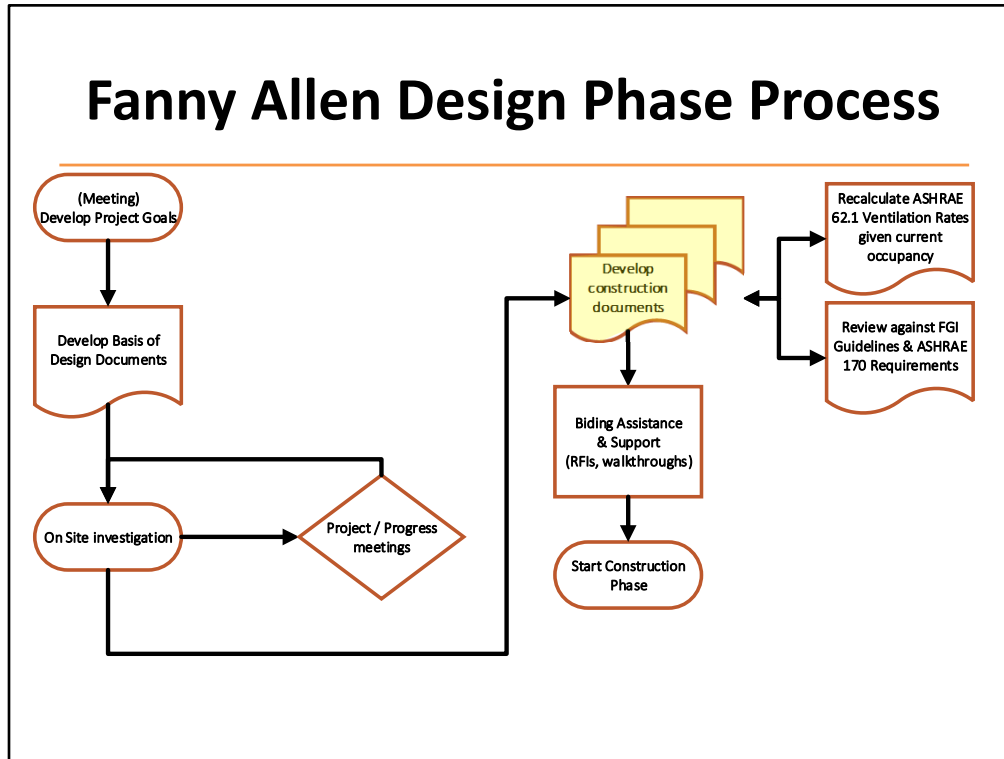 Fanny Allen Design Phase Process
(Meeting)
Develop Project Goals
Develop Basis of
Design Documents
On Site investigation
Project / Progress
meetings
Develop
construction
documents
Biding Assistance
& Support
(RFIs, walkthroughs)
Start Construction
Phase
Recalculate ASHRAE
62.1 Ventilation Rates
given current
occupancy
Review against FGI
Guidelines & ASHRAE
170 Requirements